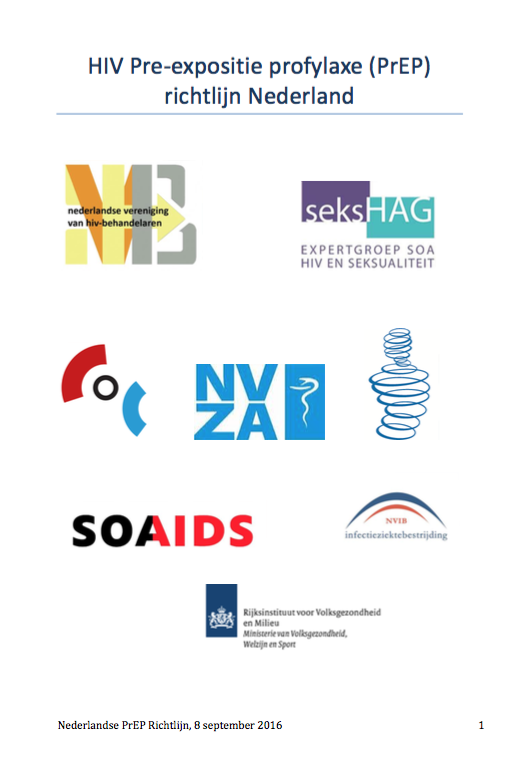 HIV Pre-expositie profylaxe (PrEP)
richtlijn Nederland
nederlandse vereniging
van hiv-behandelaren
seksHAG
EXPERTGROEP SOA
HIV EN SEKSUALITEIT
NV
ZA
SOAAIDS
NVIB
infectieziektebestrijding
Rijksinstituut voor Volksgezondheid
en Milieu
Ministerie van Volksgezondheid,
Welzijn en Sport
Nederlandse PrEP Richtlijn, 8 september 2016 1